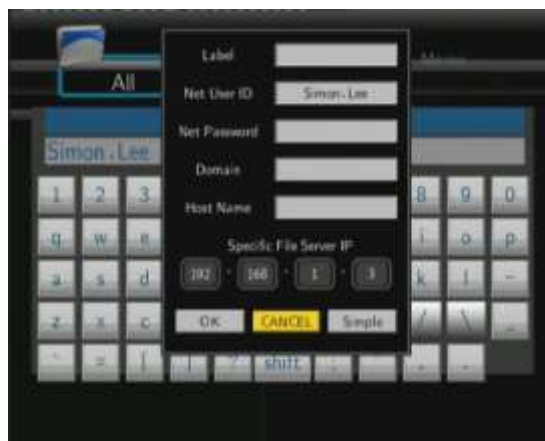 Label
All
Net User ID Simon.Lee
Net Password
Simon.Lee
Domain
Host Name
1 2 3 8 9 0
q w e i o p
Specific File Server IP
192 . 168 . 1 . 3
a s d k l -
OK CANCEL Simple
z x c / \ _
= [ ? shift